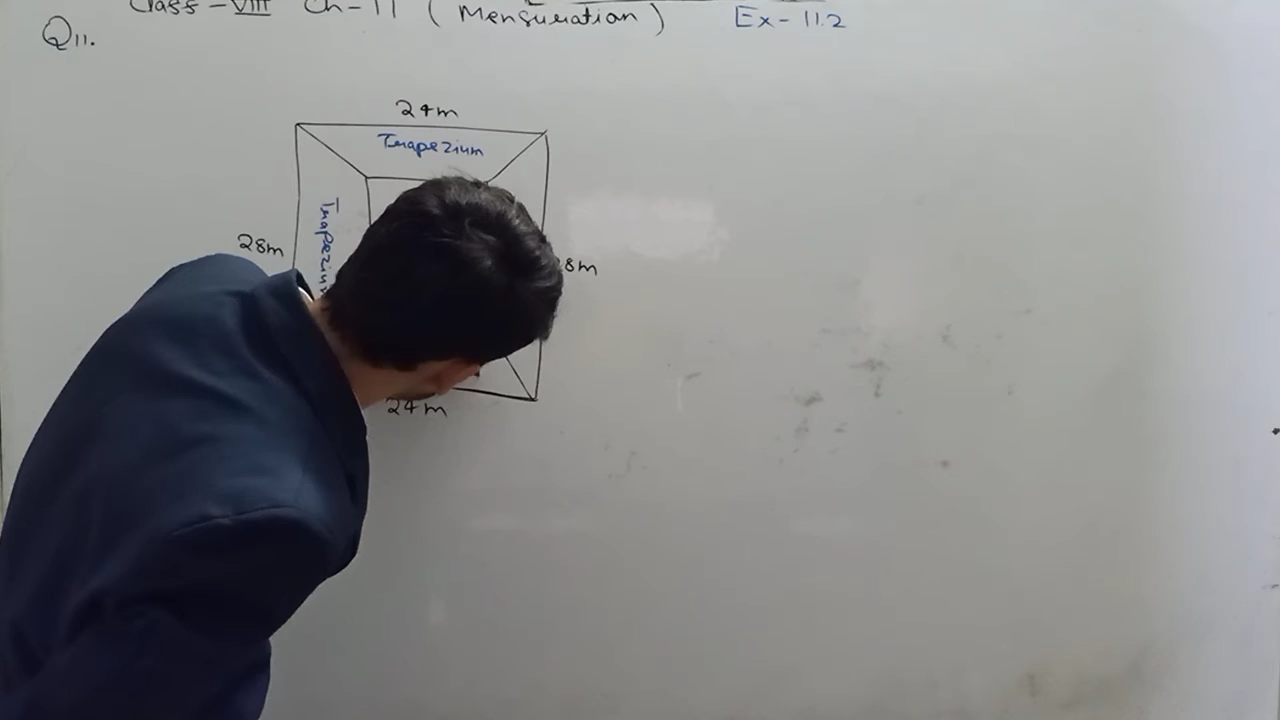 Class - VIII Ch - 11 ( Mensuration ) Ex - 11.2
Q11.
24m
Trapezium
Trapezium
28m
8m
24m